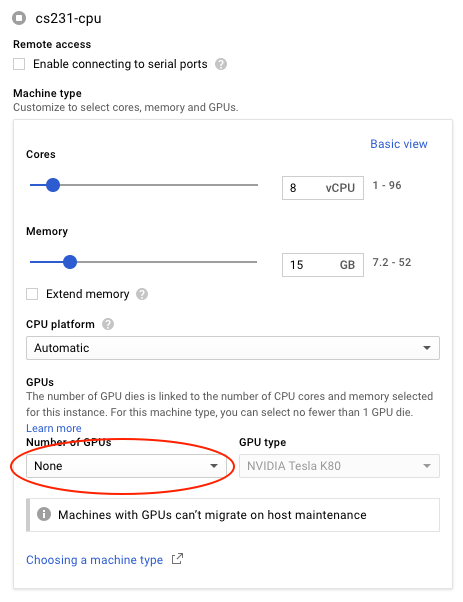 cs231-cpu
Remote access
Enable connecting to serial ports ?
Machine type
Customize to select cores, memory and GPUs.
Basic view
Cores
8 vCPU 1 - 96
Memory
15 GB 7.2 - 52
Extend memory ?
CPU platform ?
Automatic
GPUs
The number of GPU dies is linked to the number of CPU cores and memory selected
for this instance. For this machine type, you can select no fewer than 1 GPU die.
Learn more
Number of GPUs GPU type
None NVIDIA Tesla K80
Machines with GPUs can't migrate on host maintenance
Choosing a machine type